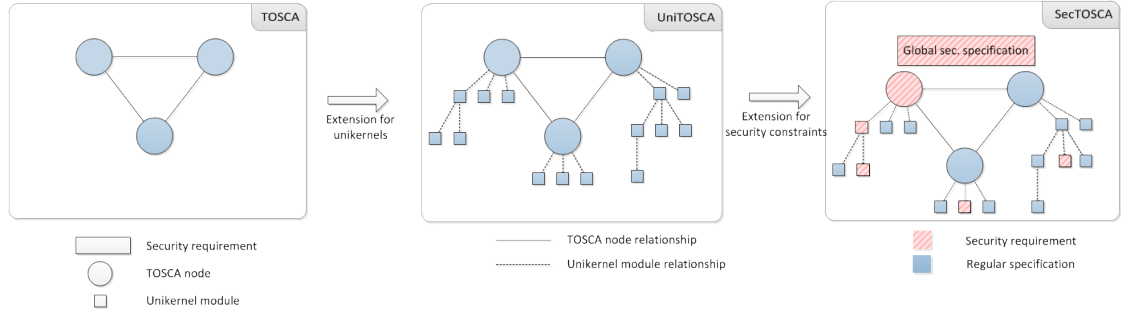 TOSCA
UniTOSCA
SecTOSCA
Global sec. specification
Extension for
unikernels
Extension for
security constraints
Security requirement
TOSCA node
Unikernel module
TOSCA node relationship
Unikernel module relationship
Security requirement
Regular specification